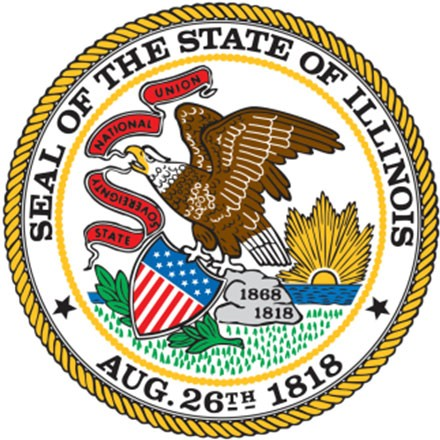 SEAL OF THE STATE OF ILLINOIS
AUG. 26TH 1818
STATE
SOVEREIGNTY
NATIONAL
UNION
1868
1818